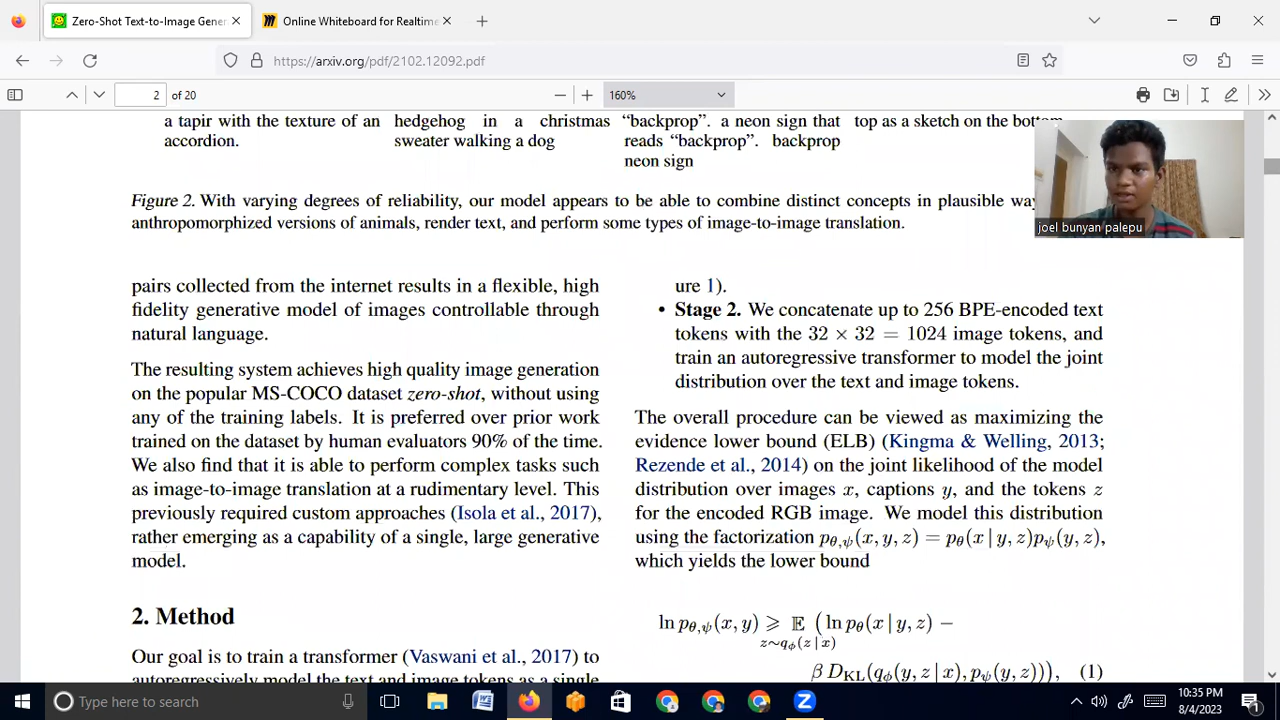 Zero-Shot Text-to-Image Gene
Online Whiteboard for Realtime
https://arxiv.org/pdf/2102.12092.pdf
2 of 20
160%
a tapir with the texture of an
accordion.
hedgehog in a christmas
sweater walking a dog
“backprop”. a neon sign that
reads “backprop”. backprop
neon sign
top as a sketch on the bottom
Figure 2. With varying degrees of reliability, our model appears to be able to combine distinct concepts in plausible way
anthropomorphized versions of animals, render text, and perform some types of image-to-image translation.
joel bunyan palepu
pairs collected from the internet results in a flexible, high
fidelity generative model of images controllable through
natural language.
The resulting system achieves high quality image generation
on the popular MS-COCO dataset zero-shot, without using
any of the training labels. It is preferred over prior work
trained on the dataset by human evaluators 90% of the time.
We also find that it is able to perform complex tasks such
as image-to-image translation at a rudimentary level. This
previously required custom approaches (Isola et al., 2017),
rather emerging as a capability of a single, large generative
model.
2. Method
Our goal is to train a transformer (Vaswani et al., 2017) to
autoregressively model the text and image tokens as a single
ure 1).
• Stage 2. We concatenate up to 256 BPE-encoded text
tokens with the 32 × 32 = 1024 image tokens, and
train an autoregressive transformer to model the joint
distribution over the text and image tokens.
The overall procedure can be viewed as maximizing the
evidence lower bound (ELB) (Kingma & Welling, 2013;
Rezende et al., 2014) on the joint likelihood of the model
distribution over images x, captions y, and the tokens z
for the encoded RGB image. We model this distribution
using the factorization pθ,ψ(x, y, z) = pθ(x | y, z)pψ(y, z),
which yields the lower bound
ln pθ,ψ(x, y) ⩾ 𝔼 (ln pθ(x | y, z) −
z∼qφ(z | x)
β DKL(qφ(y, z | x), pψ(y, z))), (1)
Type here to search
10:35 PM
8/4/2023